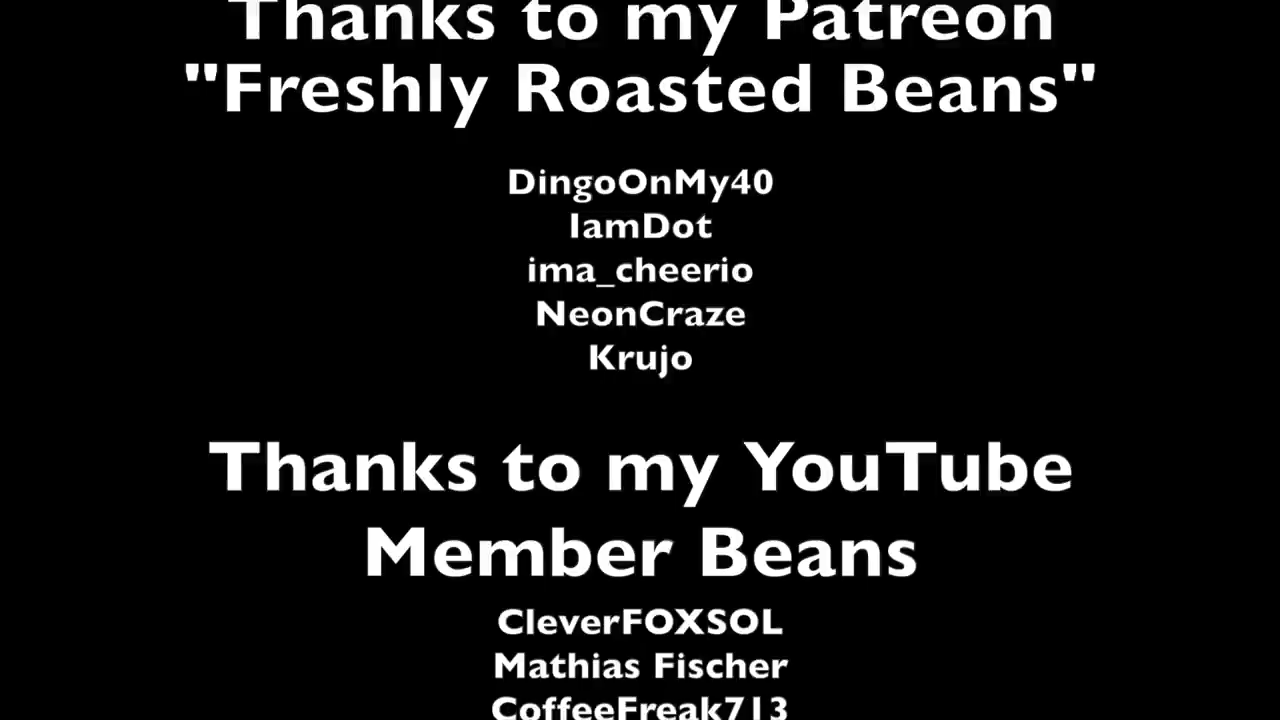 Thanks to my Patreon
"Freshly Roasted Beans"
DingoOnMy40
IamDot
ima_cheerio
NeonCraze
Krujo
Thanks to my YouTube
Member Beans
CleverFOXSOL
Mathias Fischer
CoffeeFreak713